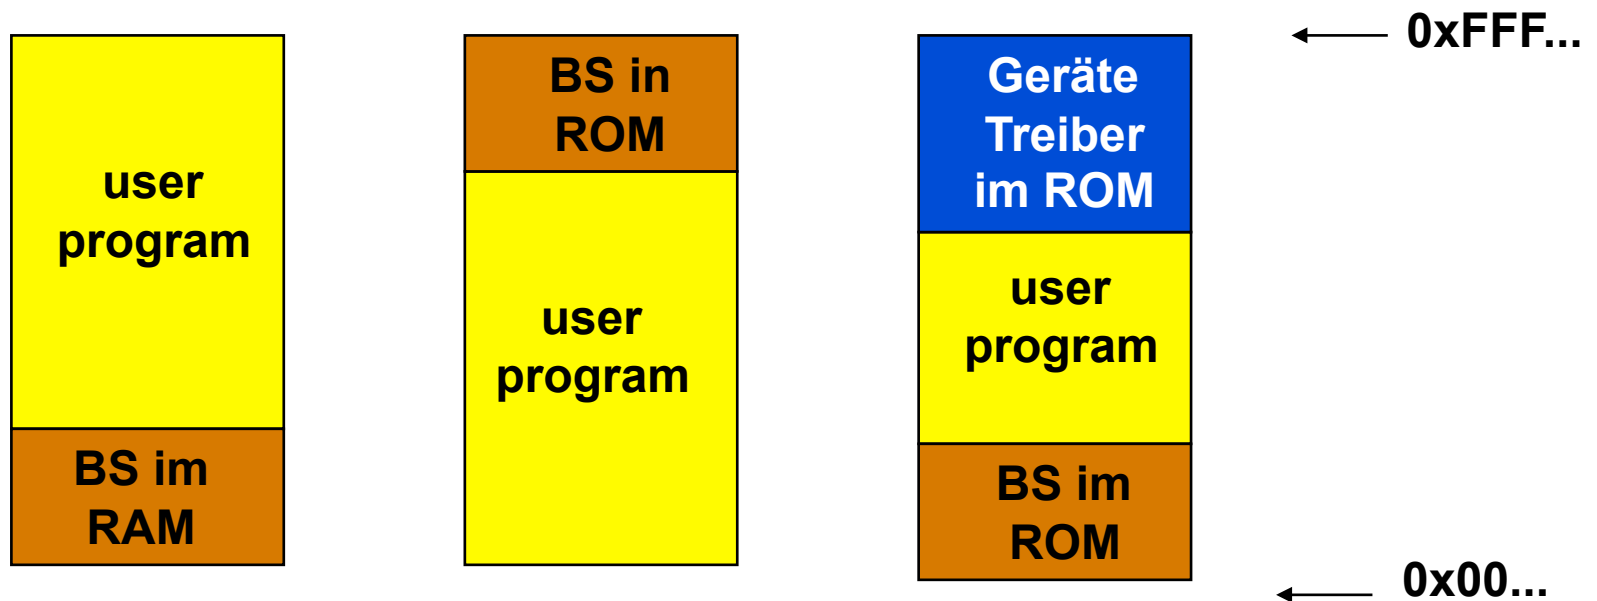 user
program
BS im
RAM
BS in
ROM
user
program
Geräte
Treiber
im ROM
user
program
BS im
ROM
0xFFF...
0x00...